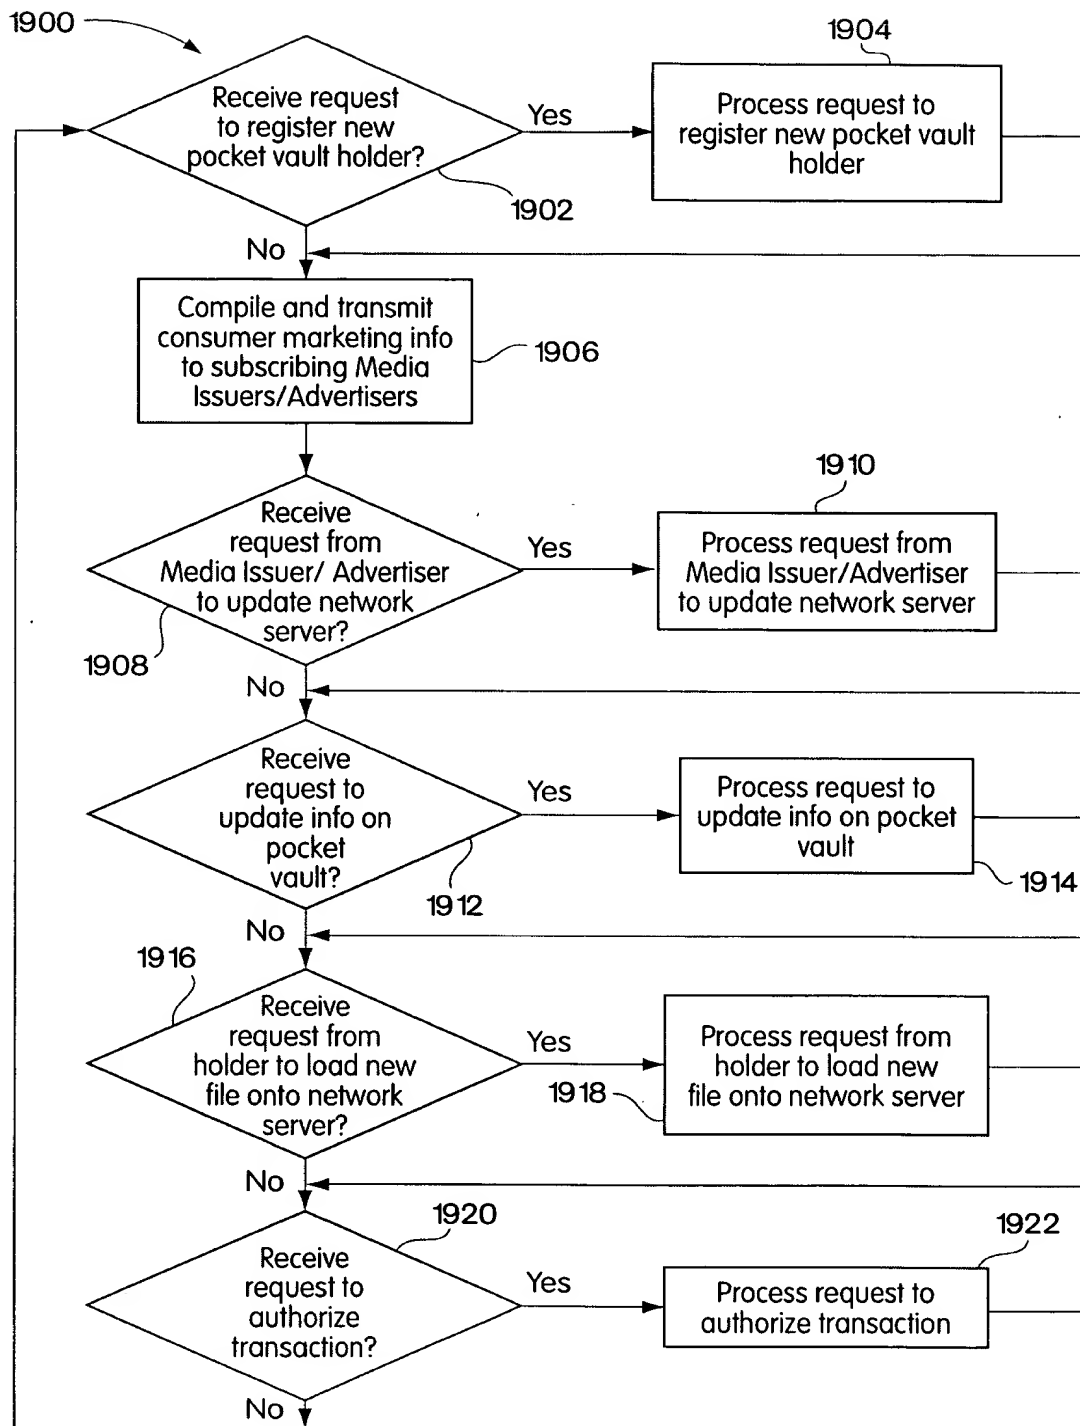 1900
Receive request
to register new
pocket vault holder?
1902
Yes
1904
Process request to
register new pocket vault
holder
No
Compile and transmit
consumer marketing info
to subscribing Media
Issuers/Advertisers
1906
Receive
request from
Media Issuer/ Advertiser
to update network
server?
1908
Yes
1910
Process request from
Media Issuer/Advertiser
to update network server
No
Receive
request to
update info on
pocket
vault?
1912
Yes
Process request to
update info on pocket
vault
1914
No
1916
Receive
request from
holder to load new
file onto network
server?
Yes
1918
Process request from
holder to load new
file onto network server
No
1920
Receive
request to
authorize
transaction?
Yes
1922
Process request to
authorize transaction
No